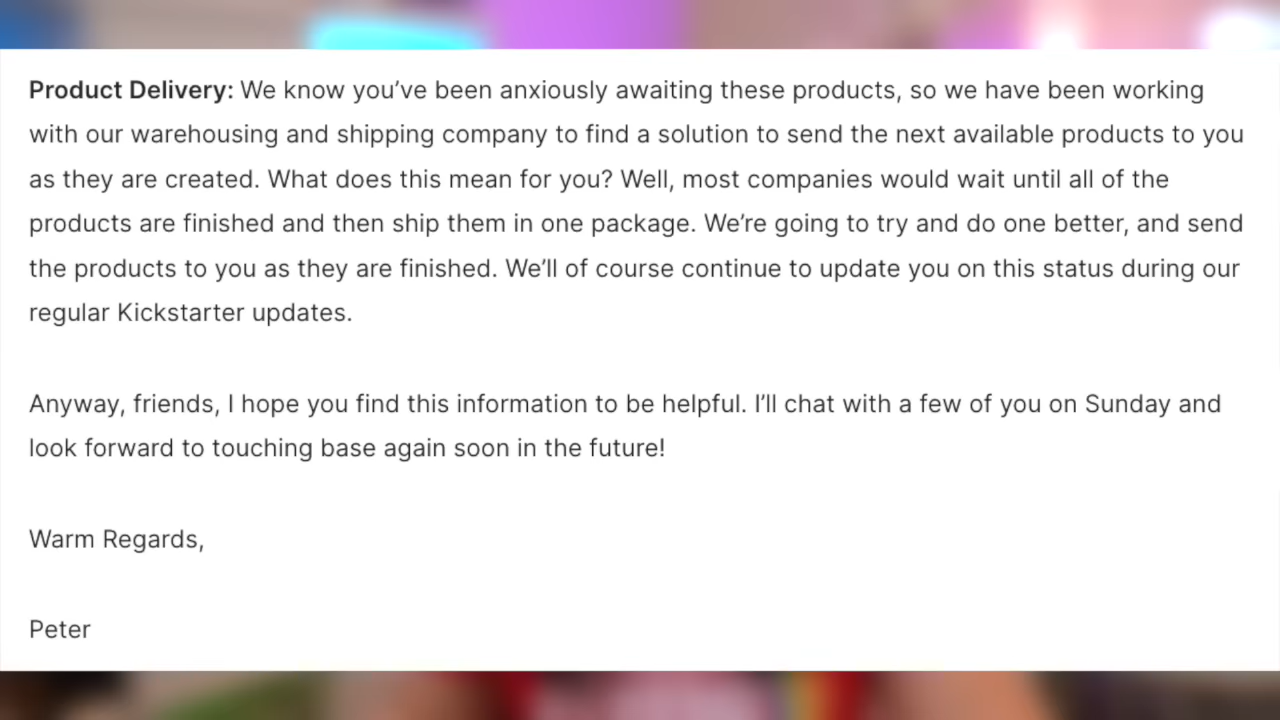 Product Delivery: We know you’ve been anxiously awaiting these products, so we have been working
with our warehousing and shipping company to find a solution to send the next available products to you
as they are created. What does this mean for you? Well, most companies would wait until all of the
products are finished and then ship them in one package. We’re going to try and do one better, and send
the products to you as they are finished. We’ll of course continue to update you on this status during our
regular Kickstarter updates.
Anyway, friends, I hope you find this information to be helpful. I’ll chat with a few of you on Sunday and
look forward to touching base again soon in the future!
Warm Regards,
Peter